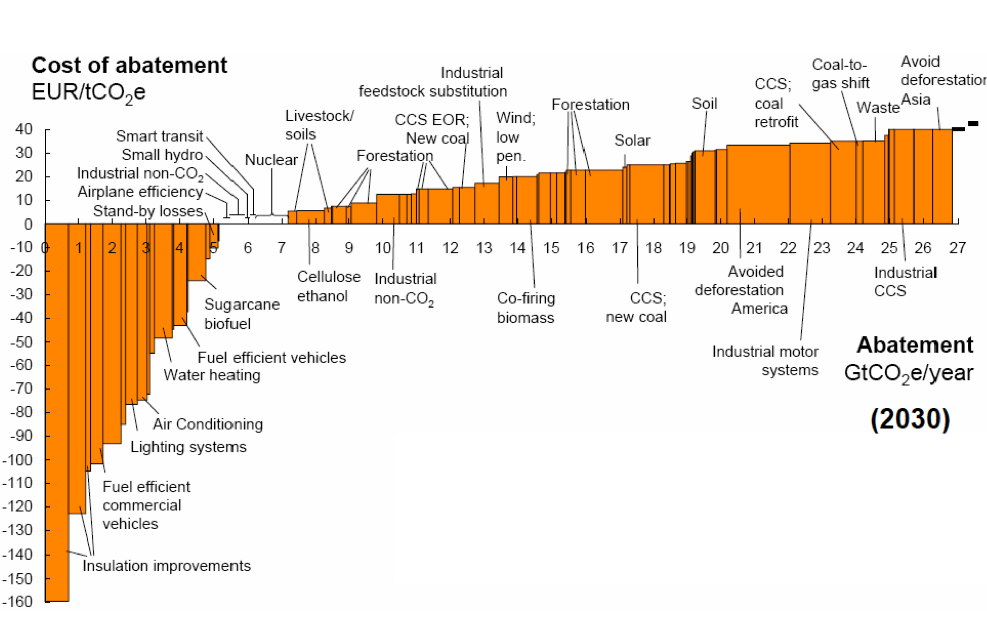 Cost of abatement
EUR/tCO₂e
Industrial
feedstock substitution
Coal-to-
gas shift
Avoid
deforestation
Asia
CCS;
coal
retrofit
Waste
Livestock/
soils
CCS EOR;
New coal
Wind;
low
pen.
Forestation
Soil
Smart transit
Small hydro
Industrial non-CO₂
Airplane efficiency
Stand-by losses
Nuclear
Forestation
Solar
40
30
20
10
0
-10
-20
-30
-40
-50
-60
-70
-80
-90
-100
-110
-120
-130
-140
-150
-160
0 1 2 3 4 5 6 7 8 9 10 11 12 13 14 15 16 17 18 19 20 21 22 23 24 25 26 27
Sugarcane
biofuel
Cellulose
ethanol
Industrial
non-CO₂
Co-firing
biomass
CCS;
new coal
Avoided
deforestation
America
Industrial
CCS
Industrial motor
systems
Fuel efficient vehicles
Water heating
Air Conditioning
Lighting systems
Fuel efficient
commercial
vehicles
Insulation improvements
Abatement
GtCO₂e/year
(2030)